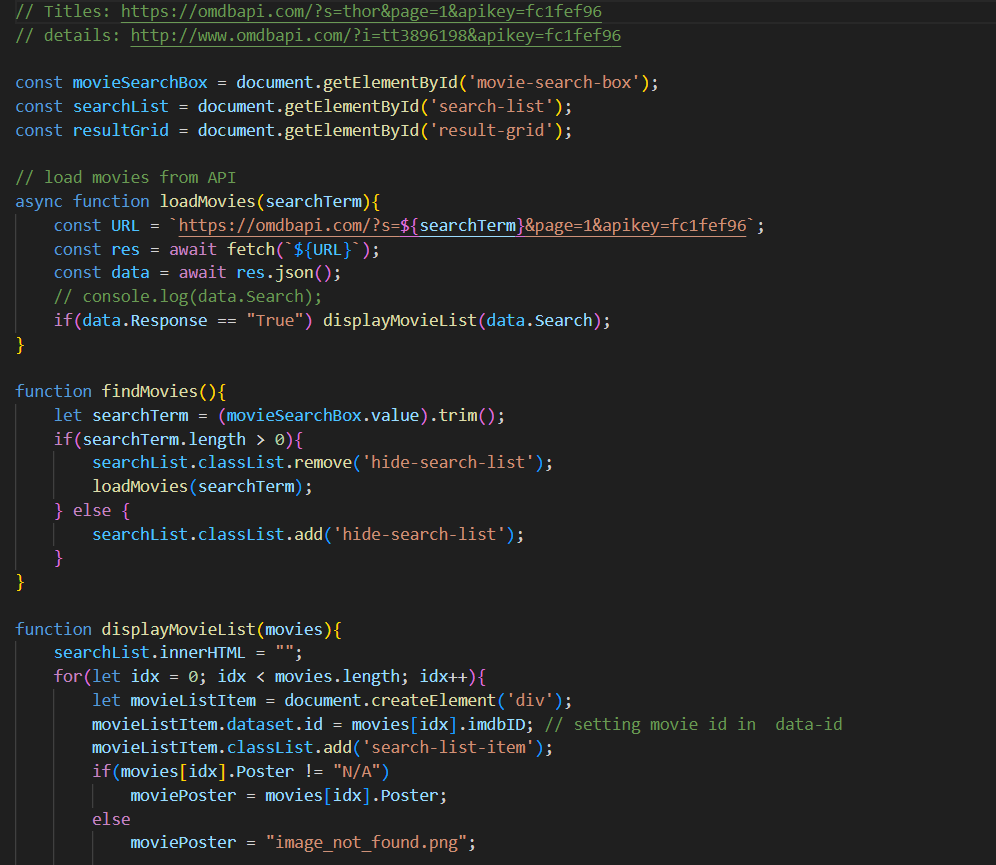 // Titles: https://omdbapi.com/?s=thor&page=1&apikey=fc1fef96
// details: http://www.omdbapi.com/?i=tt3896198&apikey=fc1fef96
const movieSearchBox = document.getElementById('movie-search-box');
const searchList = document.getElementById('search-list');
const resultGrid = document.getElementById('result-grid');
// load movies from API
async function loadMovies(searchTerm){
    const URL = `https://omdbapi.com/?s=${searchTerm}&page=1&apikey=fc1fef96`;
    const res = await fetch(`${URL}`);
    const data = await res.json();
    // console.log(data.Search);
    if(data.Response == "True") displayMovieList(data.Search);
}
function findMovies(){
    let searchTerm = (movieSearchBox.value).trim();
    if(searchTerm.length > 0){
        searchList.classList.remove('hide-search-list');
        loadMovies(searchTerm);
    } else {
        searchList.classList.add('hide-search-list');
    }
}
function displayMovieList(movies){
    searchList.innerHTML = "";
    for(let idx = 0; idx < movies.length; idx++){
        let movieListItem = document.createElement('div');
        movieListItem.dataset.id = movies[idx].imdbID; // setting movie id in  data-id
        movieListItem.classList.add('search-list-item');
        if(movies[idx].Poster != "N/A")
            moviePoster = movies[idx].Poster;
        else
            moviePoster = "image_not_found.png";